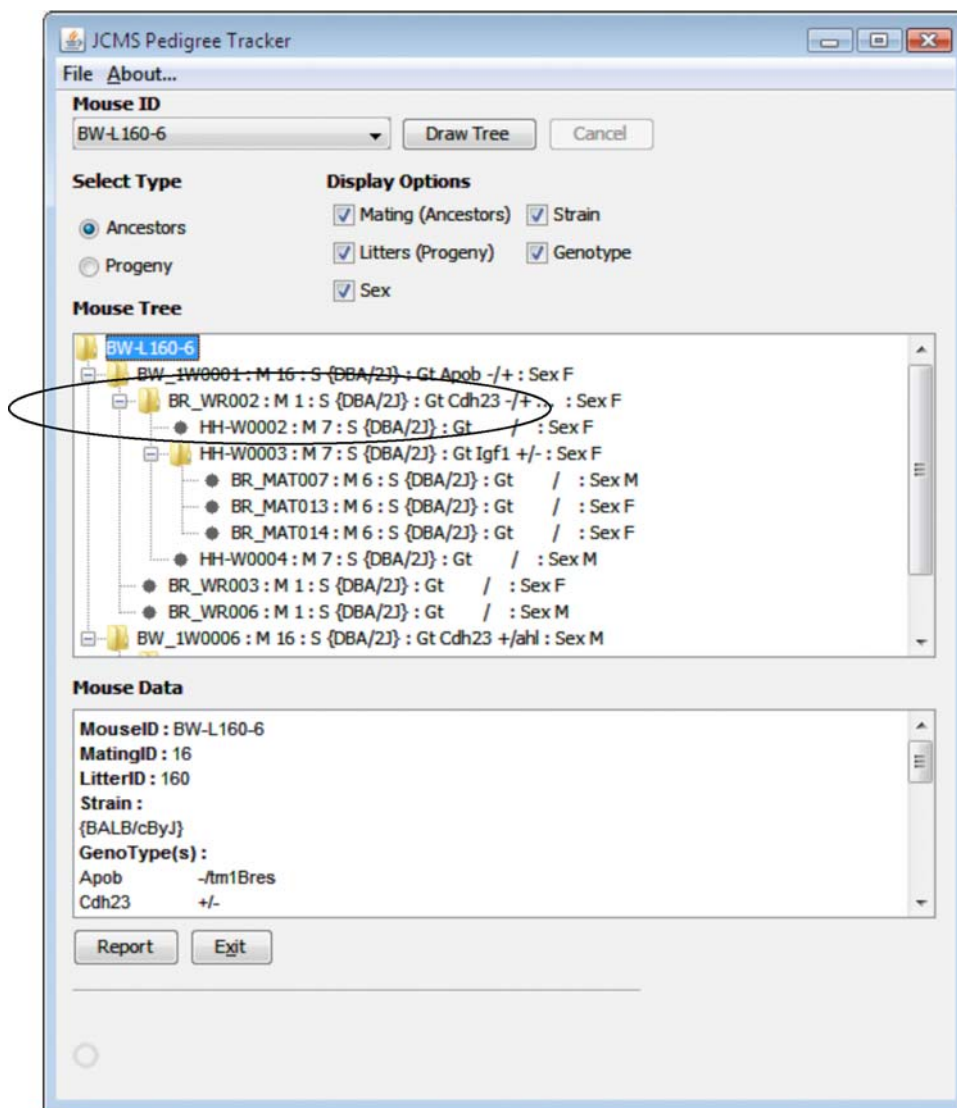 JCMS Pedigree Tracker
File About...
Mouse ID
BW-L160-6 Draw Tree Cancel
Select Type Display Options
Ancestors Mating (Ancestors) Strain
Progeny Litters (Progeny) Genotype
Sex
Mouse Tree
BW-L160-6
BW_1W0001 : M 16 : S {DBA/2J} : Gt Apob -/+ : Sex F
BR_WR002 : M 1 : S {DBA/2J} : Gt Cdh23 -/+ ... : Sex F
HH-W0002 : M 7 : S {DBA/2J} : Gt / : Sex F
HH-W0003 : M 7 : S {DBA/2J} : Gt Igf1 +/- : Sex F
BR_MAT007 : M 6 : S {DBA/2J} : Gt / : Sex M
BR_MAT013 : M 6 : S {DBA/2J} : Gt / : Sex F
BR_MAT014 : M 6 : S {DBA/2J} : Gt / : Sex F
HH-W0004 : M 7 : S {DBA/2J} : Gt / : Sex M
BR_WR003 : M 1 : S {DBA/2J} : Gt / : Sex F
BR_WR006 : M 1 : S {DBA/2J} : Gt / : Sex M
BW_1W0006 : M 16 : S {DBA/2J} : Gt Cdh23 +/ahl : Sex M
Mouse Data
MouseID : BW-L160-6
MatingID : 16
LitterID : 160
Strain :
{BALB/cByJ}
GenoType(s) :
Apob -/tm1Bres
Cdh23 +/-
Report Exit